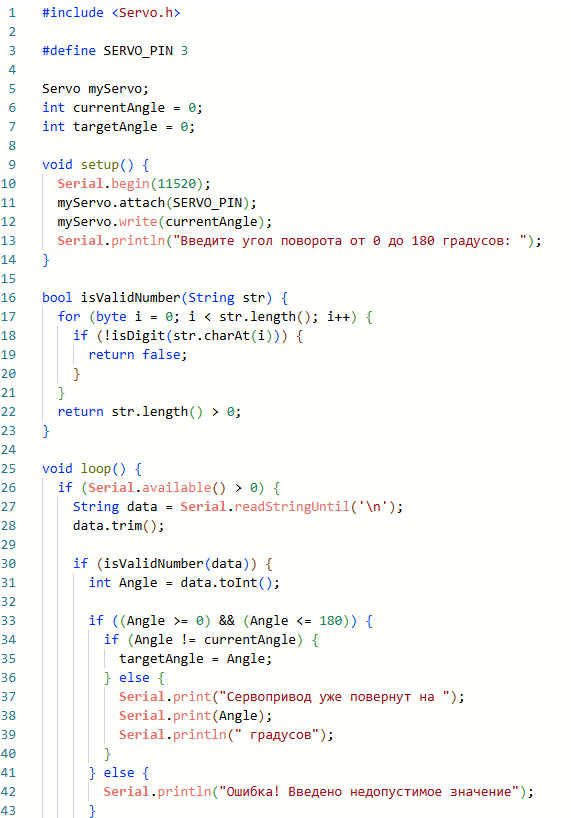 1 #include <Servo.h>
2
3 #define SERVO_PIN 3
4
5 Servo myServo;
6 int currentAngle = 0;
7 int targetAngle = 0;
8
9 void setup() {
10   Serial.begin(11520);
11   myServo.attach(SERVO_PIN);
12   myServo.write(currentAngle);
13   Serial.println("Введите угол поворота от 0 до 180 градусов: ");
14 }
15
16 bool isValidNumber(String str) {
17   for (byte i = 0; i < str.length(); i++) {
18     if (!isDigit(str.charAt(i))) {
19       return false;
20     }
21   }
22   return str.length() > 0;
23 }
24
25 void loop() {
26   if (Serial.available() > 0) {
27     String data = Serial.readStringUntil('\n');
28     data.trim();
29
30     if (isValidNumber(data)) {
31       int Angle = data.toInt();
32
33       if ((Angle >= 0) && (Angle <= 180)) {
34         if (Angle != currentAngle) {
35           targetAngle = Angle;
36         } else {
37           Serial.print("Сервопривод уже повернут на ");
38           Serial.print(Angle);
39           Serial.println(" градусов");
40         }
41       } else {
42         Serial.println("Ошибка! Введено недопустимое значение");
43       }